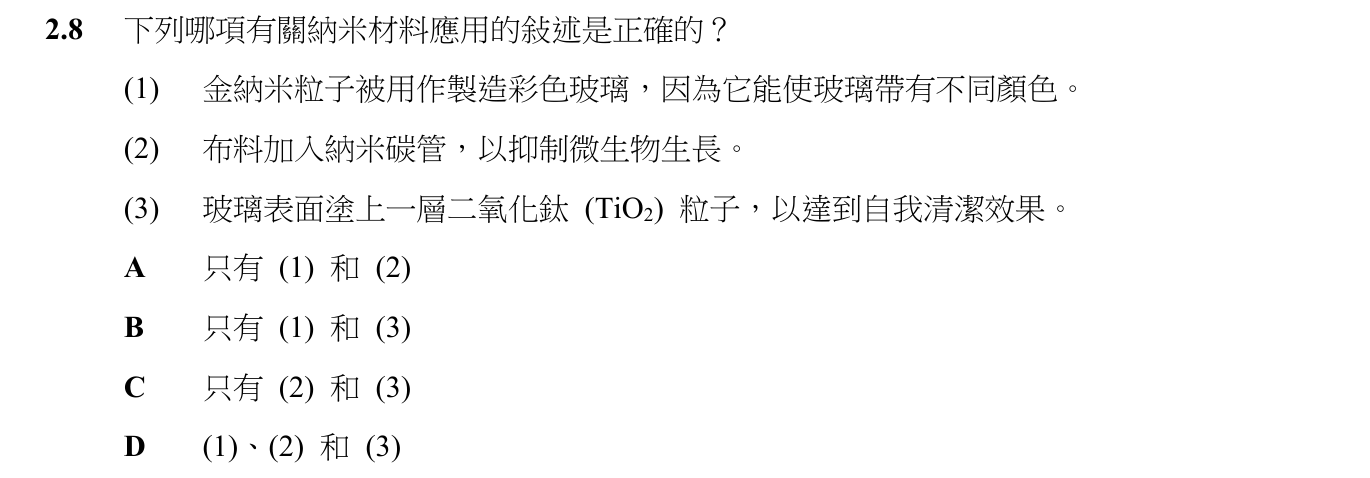 2.8 下列哪項有關納米材料應用的敍述是正確的？
(1) 金納米粒子被用作製造彩色玻璃，因為它能使玻璃帶有不同顏色。
(2) 布料加入納米碳管，以抑制微生物生長。
(3) 玻璃表面塗上一層二氧化鈦 (TiO₂) 粒子，以達到自我清潔效果。
A 只有 (1) 和 (2)
B 只有 (1) 和 (3)
C 只有 (2) 和 (3)
D (1)、(2) 和 (3)